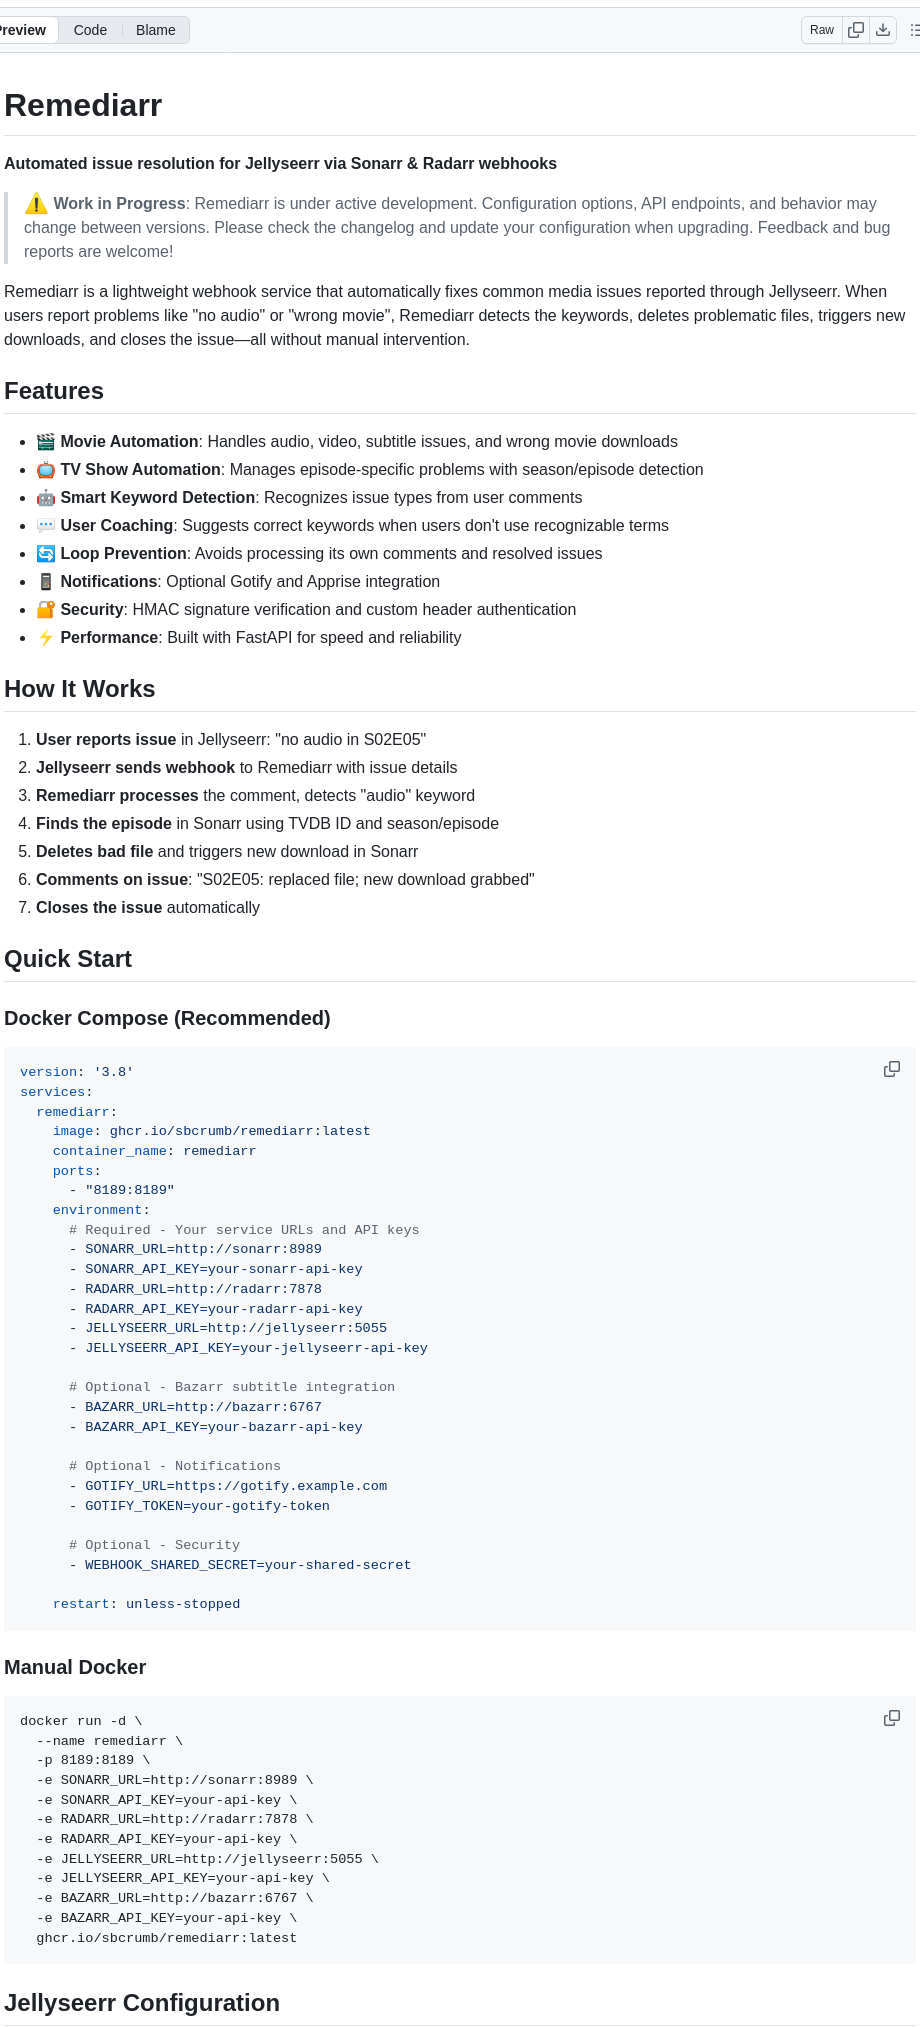 Preview Code Blame Raw
Remediarr
Automated issue resolution for Jellyseerr via Sonarr & Radarr webhooks
⚠️ Work in Progress: Remediarr is under active development. Configuration options, API endpoints, and behavior may
change between versions. Please check the changelog and update your configuration when upgrading. Feedback and bug
reports are welcome!
Remediarr is a lightweight webhook service that automatically fixes common media issues reported through Jellyseerr. When
users report problems like "no audio" or "wrong movie", Remediarr detects the keywords, deletes problematic files, triggers new
downloads, and closes the issue—all without manual intervention.
Features
• 🎬 Movie Automation: Handles audio, video, subtitle issues, and wrong movie downloads
• 📺 TV Show Automation: Manages episode-specific problems with season/episode detection
• 🤖 Smart Keyword Detection: Recognizes issue types from user comments
• 💬 User Coaching: Suggests correct keywords when users don't use recognizable terms
• 🔄 Loop Prevention: Avoids processing its own comments and resolved issues
• 📱 Notifications: Optional Gotify and Apprise integration
• 🔐 Security: HMAC signature verification and custom header authentication
• ⚡ Performance: Built with FastAPI for speed and reliability
How It Works
1. User reports issue in Jellyseerr: "no audio in S02E05"
2. Jellyseerr sends webhook to Remediarr with issue details
3. Remediarr processes the comment, detects "audio" keyword
4. Finds the episode in Sonarr using TVDB ID and season/episode
5. Deletes bad file and triggers new download in Sonarr
6. Comments on issue: "S02E05: replaced file; new download grabbed"
7. Closes the issue automatically
Quick Start
Docker Compose (Recommended)
version: '3.8'
services:
  remediarr:
    image: ghcr.io/sbcrumb/remediarr:latest
    container_name: remediarr
    ports:
      - "8189:8189"
    environment:
      # Required - Your service URLs and API keys
      - SONARR_URL=http://sonarr:8989
      - SONARR_API_KEY=your-sonarr-api-key
      - RADARR_URL=http://radarr:7878
      - RADARR_API_KEY=your-radarr-api-key
      - JELLYSEERR_URL=http://jellyseerr:5055
      - JELLYSEERR_API_KEY=your-jellyseerr-api-key
      # Optional - Bazarr subtitle integration
      - BAZARR_URL=http://bazarr:6767
      - BAZARR_API_KEY=your-bazarr-api-key
      # Optional - Notifications
      - GOTIFY_URL=https://gotify.example.com
      - GOTIFY_TOKEN=your-gotify-token
      # Optional - Security
      - WEBHOOK_SHARED_SECRET=your-shared-secret
    restart: unless-stopped
Manual Docker
docker run -d \
  --name remediarr \
  -p 8189:8189 \
  -e SONARR_URL=http://sonarr:8989 \
  -e SONARR_API_KEY=your-api-key \
  -e RADARR_URL=http://radarr:7878 \
  -e RADARR_API_KEY=your-api-key \
  -e JELLYSEERR_URL=http://jellyseerr:5055 \
  -e JELLYSEERR_API_KEY=your-api-key \
  -e BAZARR_URL=http://bazarr:6767 \
  -e BAZARR_API_KEY=your-api-key \
  ghcr.io/sbcrumb/remediarr:latest
Jellyseerr Configuration